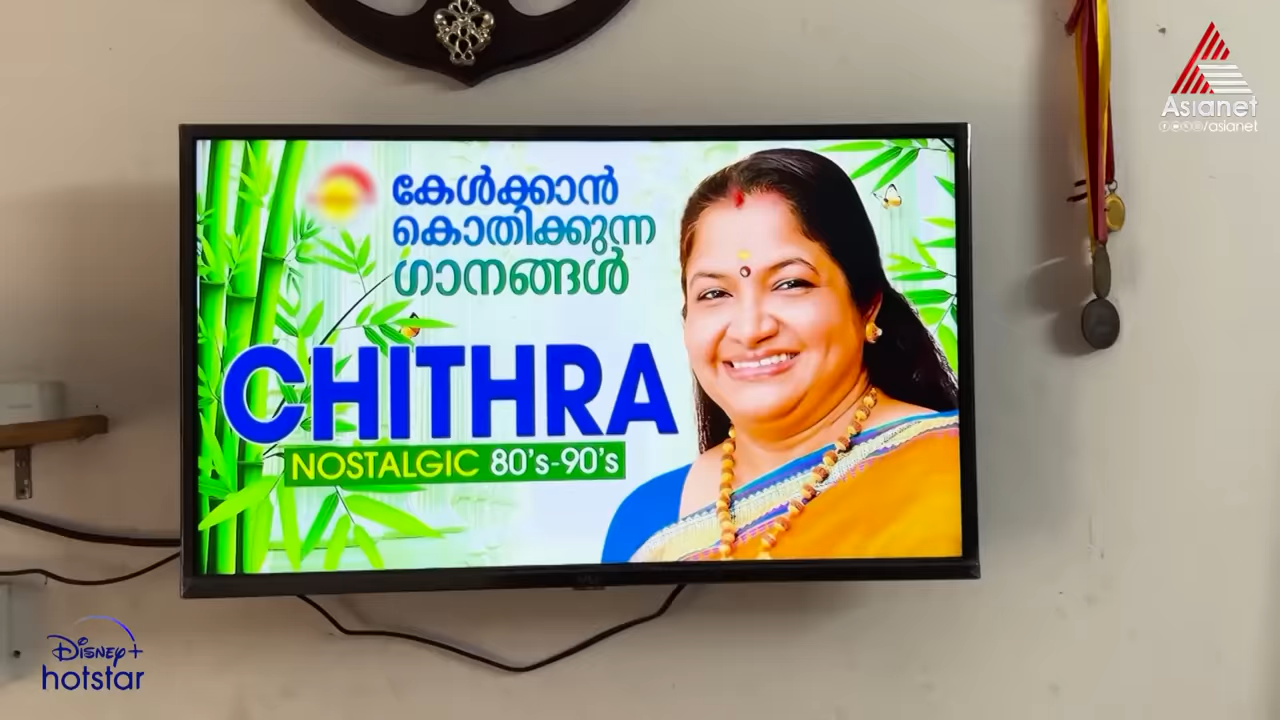 Asianet
/asianet
കേൾക്കാൻ
കൊതിക്കുന്ന
ഗാനങ്ങൾ
CHITHRA
NOSTALGIC 80's-90's
Disney+
hotstar